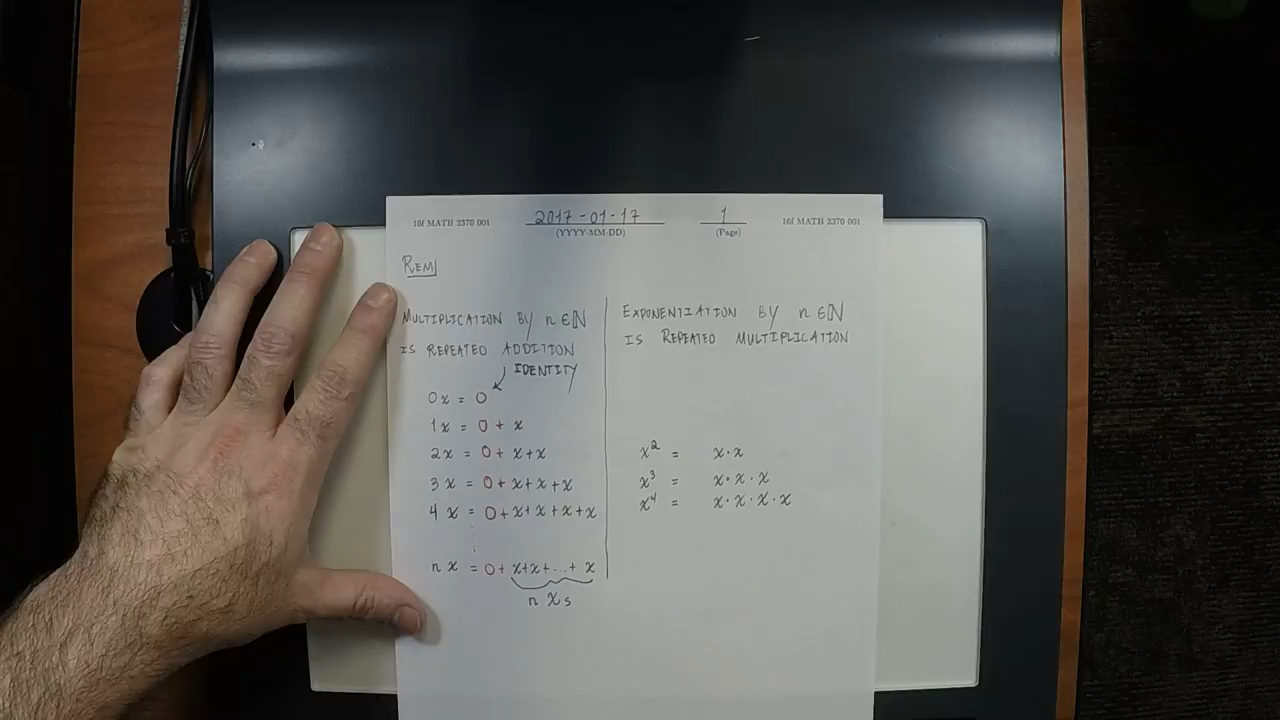 16f MATH 2370 001 2017-01-17 1 16f MATH 2370 001
(YYYY-MM-DD) (Page)
REM
MULTIPLICATION BY n ∈ ℕ
IS REPEATED ADDITION
IDENTITY
0x = 0
1x = 0 + x
2x = 0 + x+x
3x = 0 + x+x+x
4x = 0+x+x+x+x
nx = 0+ x+x+...+ x
n xs
EXPONENTIATION BY n ∈ ℕ
IS REPEATED MULTIPLICATION
x² = x·x
x³ = x·x·x
x⁴ = x·x·x·x